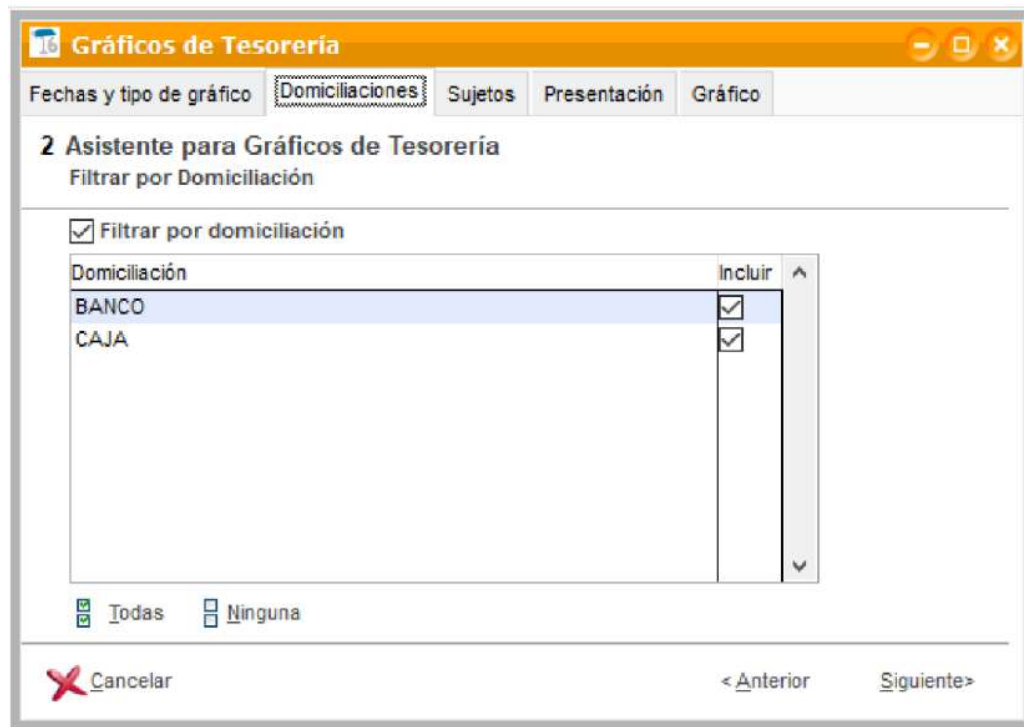 16 Gráficos de Tesorería
Fechas y tipo de gráfico Domiciliaciones Sujetos Presentación Gráfico
2 Asistente para Gráficos de Tesorería
Filtrar por Domiciliación
Filtrar por domiciliación
Domiciliación Incluir
BANCO
CAJA
Todas Ninguna
Cancelar < Anterior Siguiente>